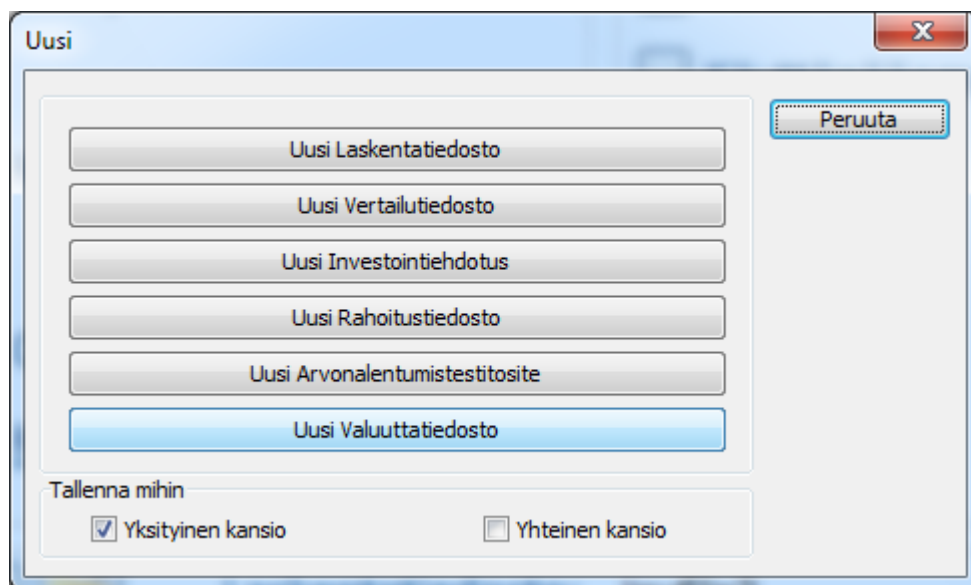 Uusi
Peruuta
Uusi Laskentatiedosto
Uusi Vertailutiedosto
Uusi Investointiehdotus
Uusi Rahoitustiedosto
Uusi Arvonalentumistestitosite
Uusi Valuuttatiedosto
Tallenna mihin
Yksityinen kansio
Yhteinen kansio